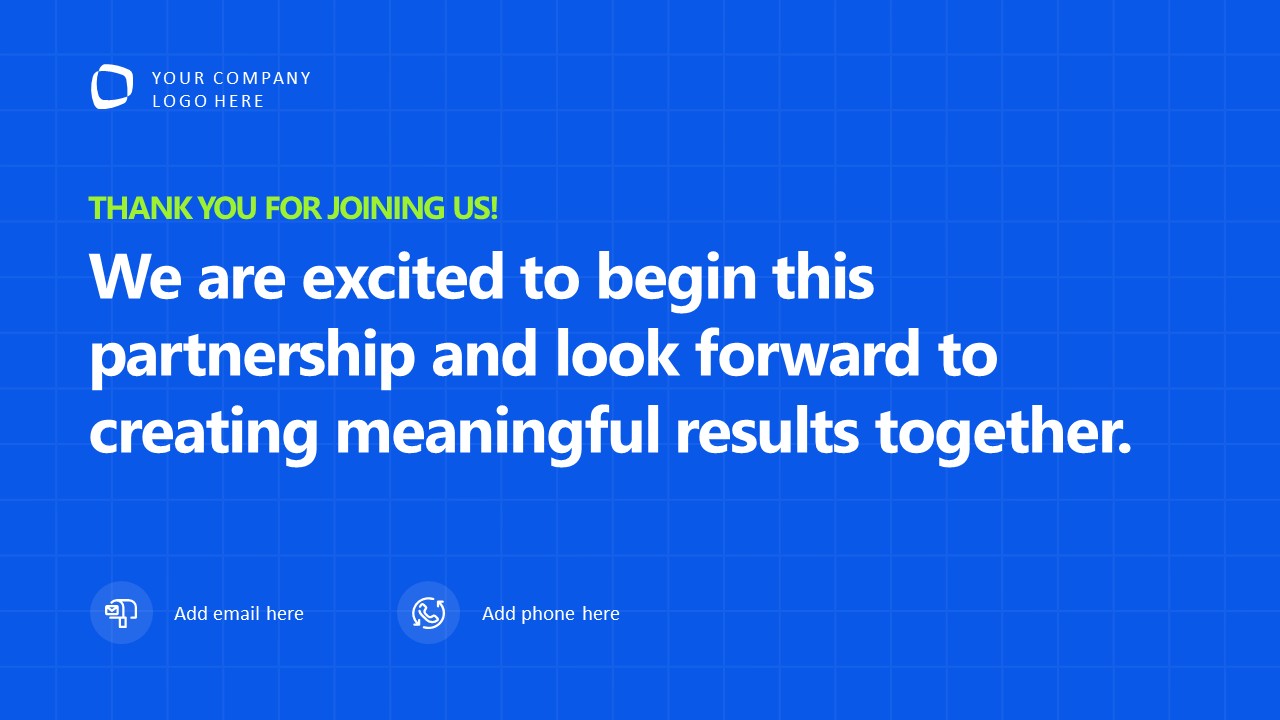 YOUR COMPANY
LOGO HERE
THANK YOU FOR JOINING US!
We are excited to begin this
partnership and look forward to
creating meaningful results together.
Add email here
Add phone here